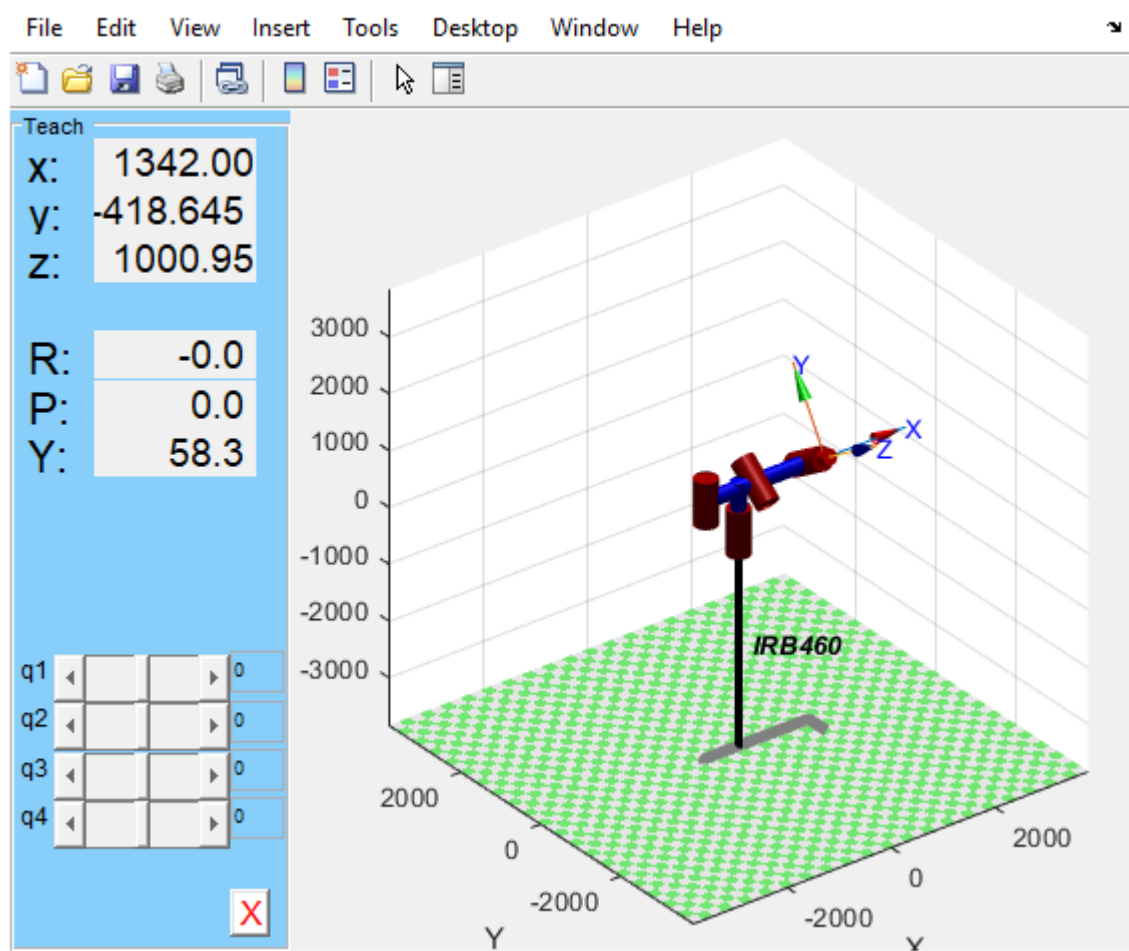 File Edit View Insert Tools Desktop Window Help
Teach
x: 1342.00
y: -418.645
z: 1000.95
R: -0.0
P: 0.0
Y: 58.3
q1 0
q2 0
q3 0
q4 0
X
3000
2000
1000
0
-1000
-2000
-3000
Y
X
Z
IRB460
2000
0
-2000
Y
2000
0
-2000
X